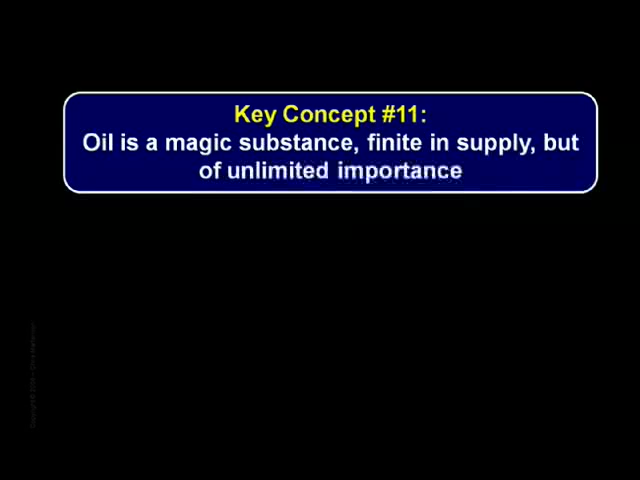 Key Concept #11:
Oil is a magic substance, finite in supply, but
of unlimited importance